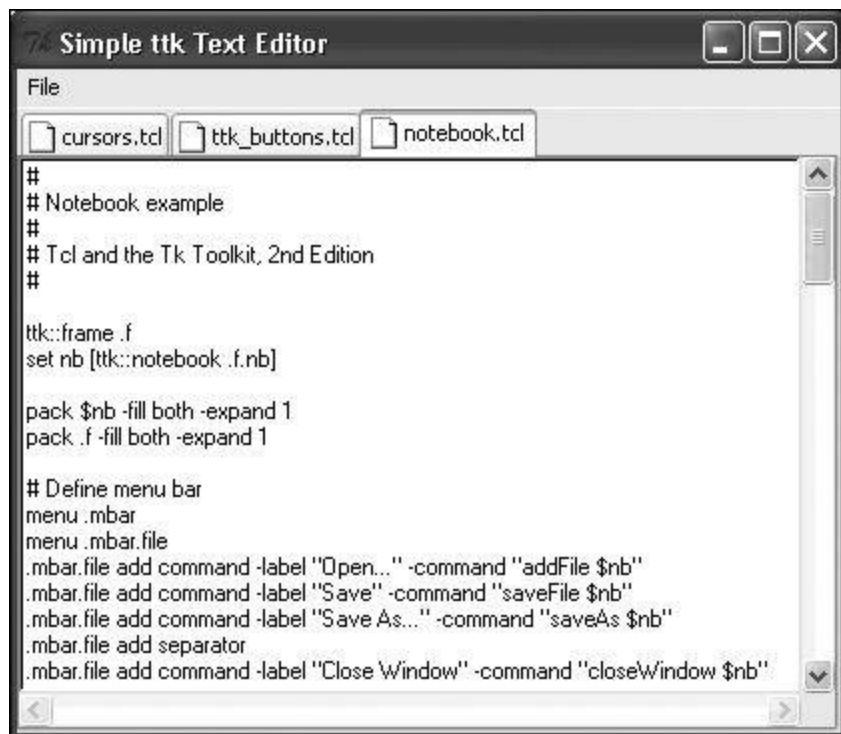 Simple ttk Text Editor
File
cursors.tcl ttk_buttons.tcl notebook.tcl
#
# Notebook example
#
# Tcl and the Tk Toolkit, 2nd Edition
#
ttk::frame .f
set nb [ttk::notebook .f.nb]
pack $nb -fill both -expand 1
pack .f -fill both -expand 1
# Define menu bar
menu .mbar
menu .mbar.file
.mbar.file add command -label "Open..." -command "addFile $nb"
.mbar.file add command -label "Save" -command "saveFile $nb"
.mbar.file add command -label "Save As..." -command "saveAs $nb"
.mbar.file add separator
.mbar.file add command -label "Close Window" -command "closeWindow $nb"